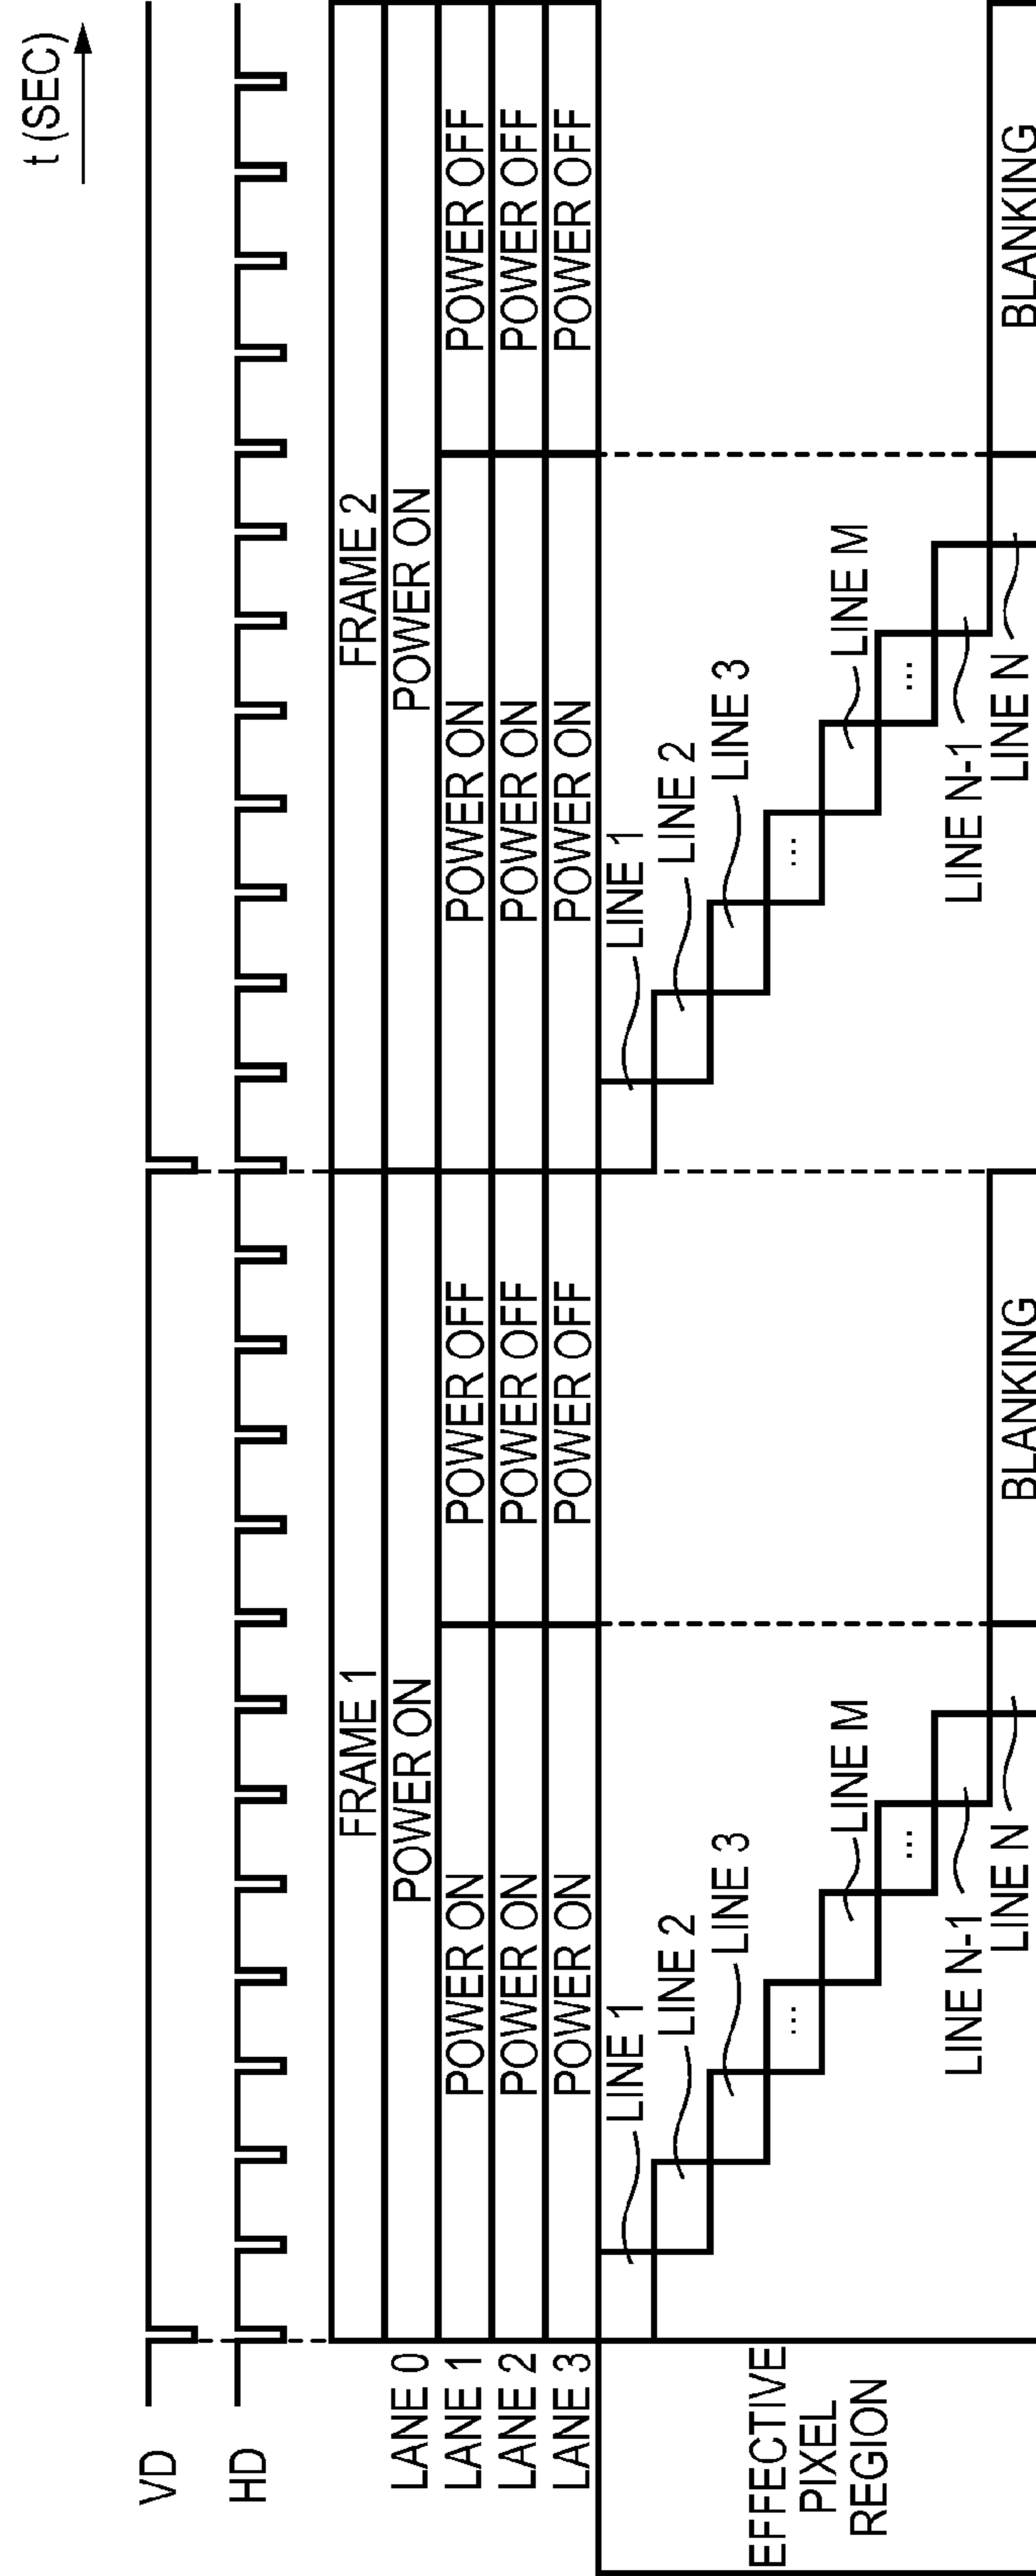 t (SEC)
VD
HD
FRAME 1
FRAME 2
LANE 0
POWER ON
POWER ON
LANE 1
POWER ON
POWER OFF
POWER ON
POWER OFF
LANE 2
POWER ON
POWER OFF
POWER ON
POWER OFF
LANE 3
POWER ON
POWER OFF
POWER ON
POWER OFF
EFFECTIVE
PIXEL
REGION
LINE 1
LINE 2
LINE 3
...
LINE M
...
LINE N-1
LINE N
BLANKING
LINE 1
LINE 2
LINE 3
...
LINE M
...
LINE N-1
LINE N
BLANKING